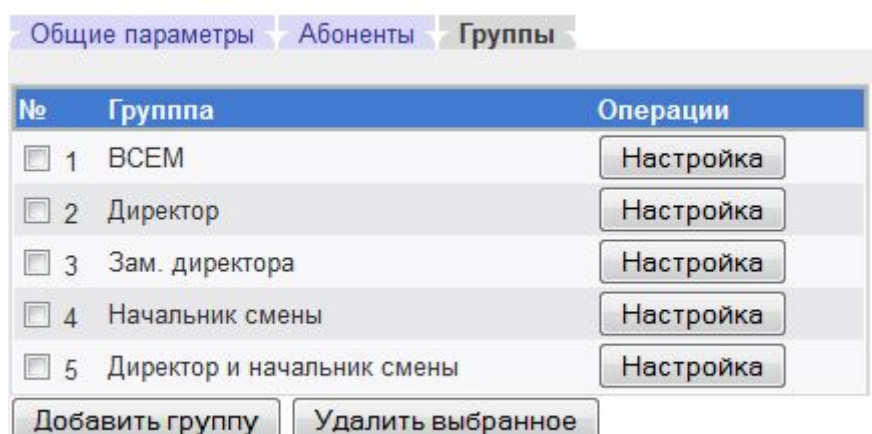 Общие параметры Абоненты Группы
№ Групппа Операции
1 ВСЕМ Настройка
2 Директор Настройка
3 Зам. директора Настройка
4 Начальник смены Настройка
5 Директор и начальник смены Настройка
Добавить группу Удалить выбранное